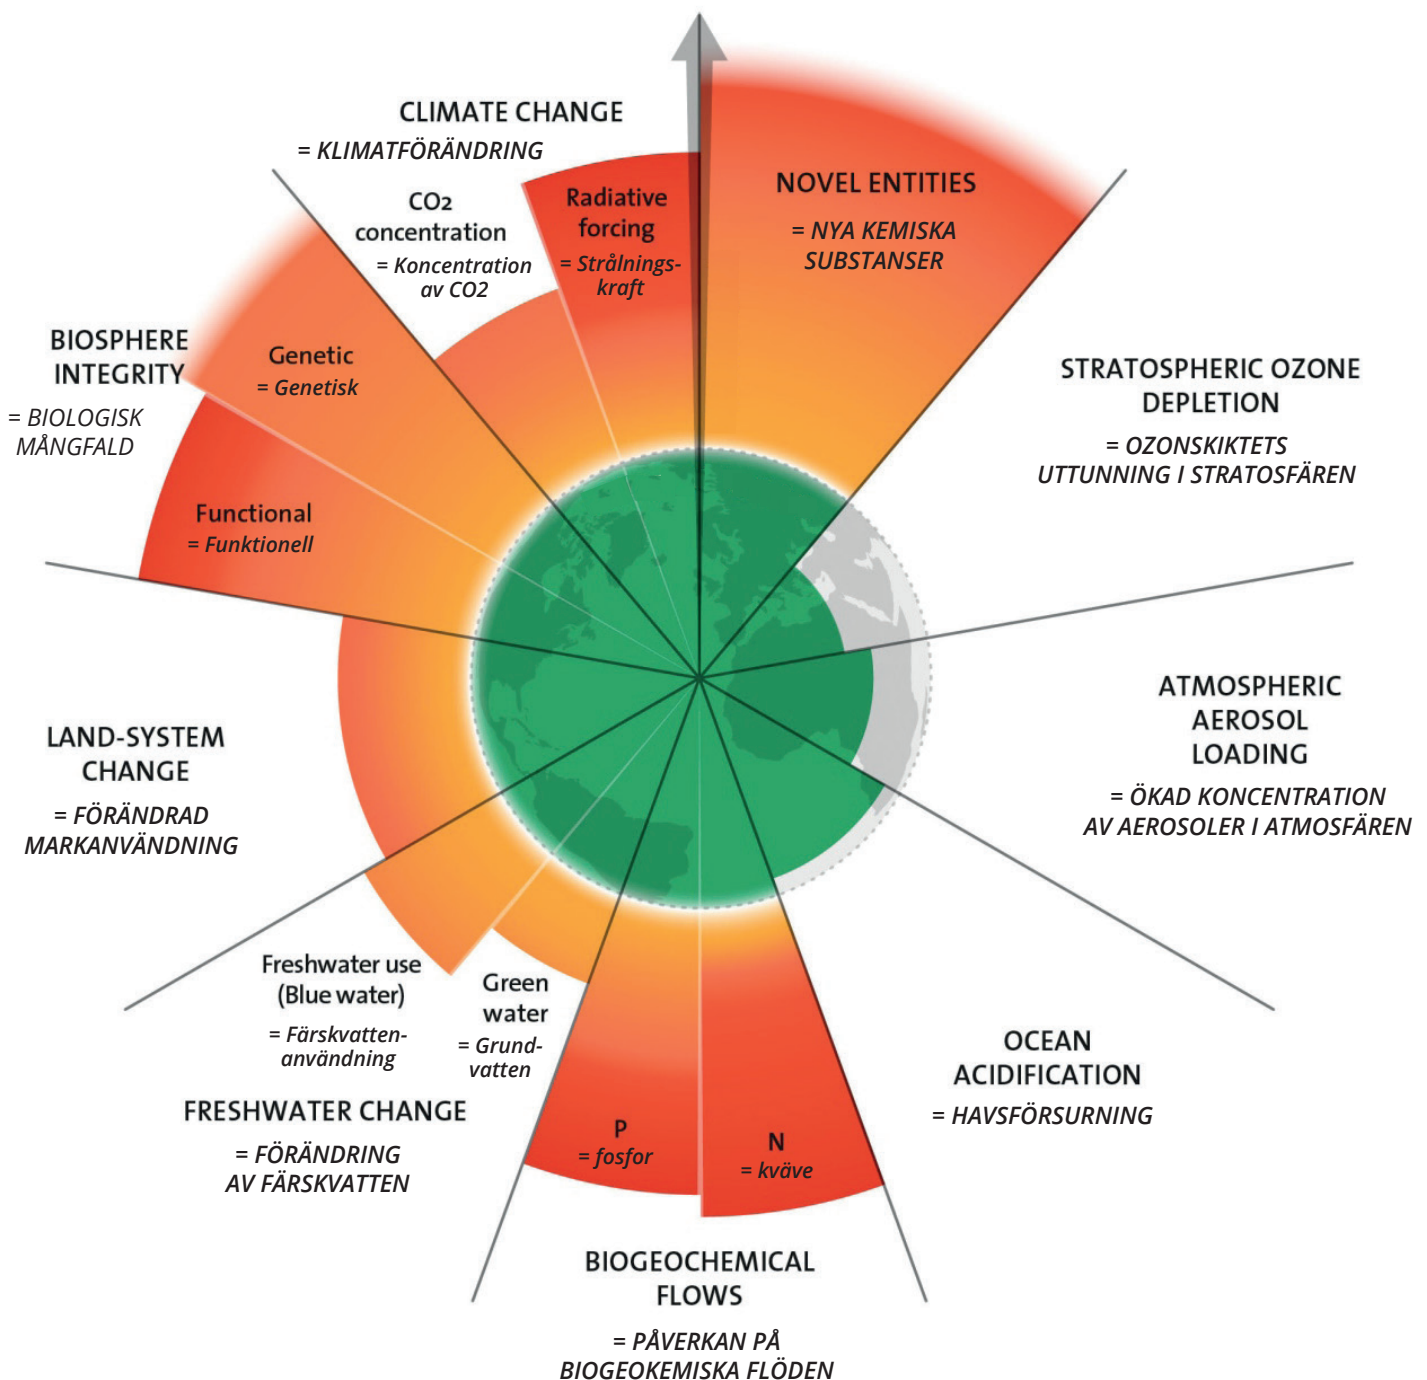 CLIMATE CHANGE
= KLIMATFÖRÄNDRING
CO2
concentration
= Koncentration
av CO2
Radiative
forcing
= Strålnings-
kraft
NOVEL ENTITIES
= NYA KEMISKA
SUBSTANSER
STRATOSPHERIC OZONE
DEPLETION
= OZONSKIKTETS
UTTUNNING I STRATOSFÄREN
ATMOSPHERIC
AEROSOL
LOADING
= ÖKAD KONCENTRATION
AV AEROSOLER I ATMOSFÄREN
OCEAN
ACIDIFICATION
= HAVSFÖRSURNING
BIOGEOCHEMICAL
FLOWS
= PÅVERKAN PÅ
BIOGEOKEMISKA FLÖDEN
P
= fosfor
N
= kväve
FRESHWATER CHANGE
= FÖRÄNDRING
AV FÄRSKVATTEN
Freshwater use
(Blue water)
= Färskvatten-
användning
Green
water
= Grund-
vatten
LAND-SYSTEM
CHANGE
= FÖRÄNDRAD
MARKANVÄNDNING
BIOSPHERE
INTEGRITY
= BIOLOGISK
MÅNGFALD
Genetic
= Genetisk
Functional
= Funktionell